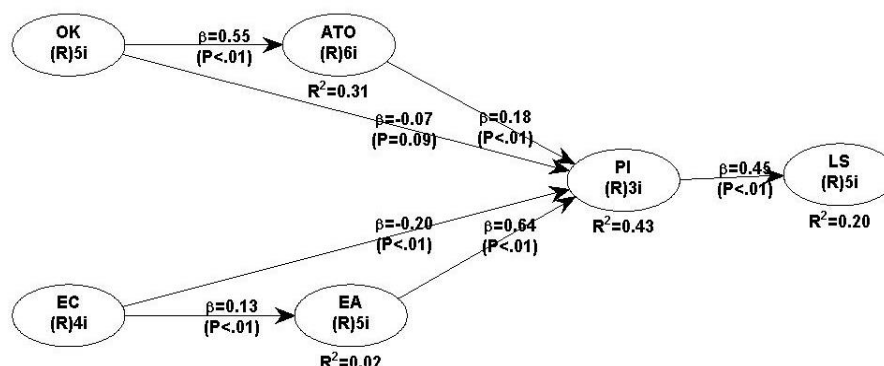 OK
(R)5i
β=0.55
(P<.01)
ATO
(R)6i
R²=0.31
β=-0.07
(P=0.09)
β=0.18
(P<.01)
PI
(R)3i
R²=0.43
β=0.45
(P<.01)
LS
(R)5i
R²=0.20
β=-0.20
(P<.01)
β=0.64
(P<.01)
EC
(R)4i
β=0.13
(P<.01)
EA
(R)5i
R²=0.02